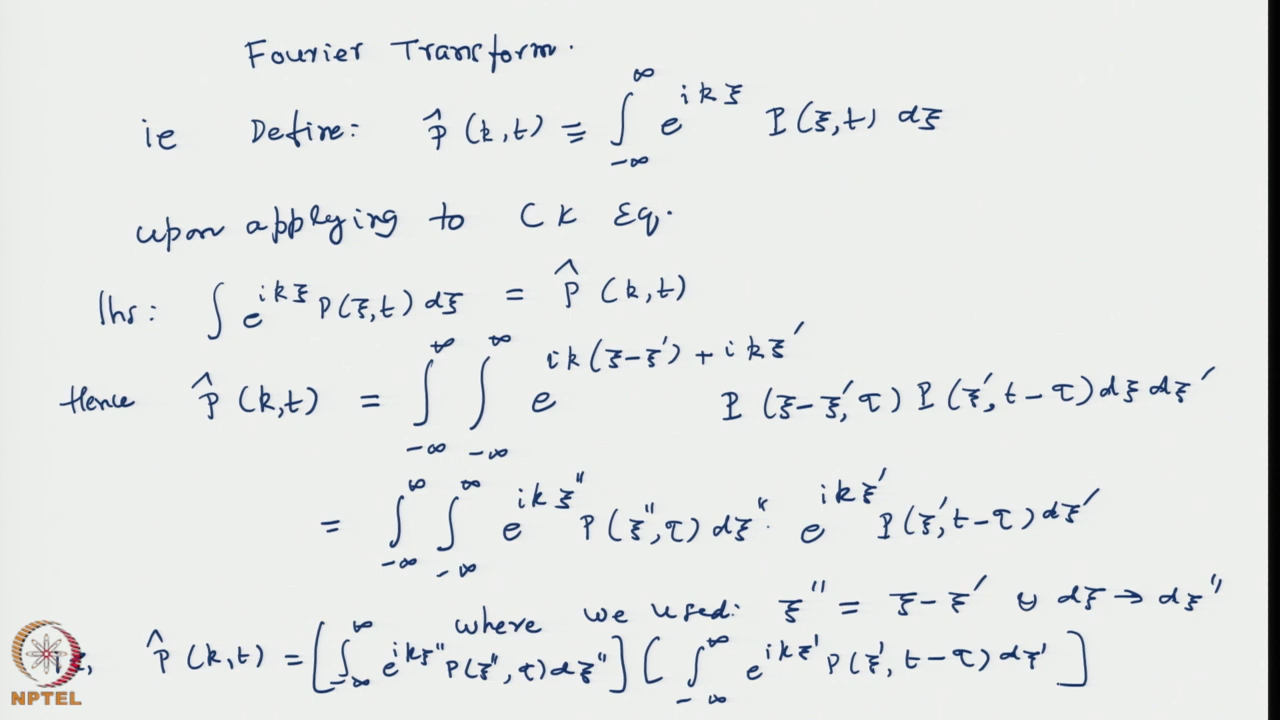 Fourier Transform.
ie Define: P̂ (k,t) ≡ ∫_{-∞}^{∞} e^{ikξ} P(ξ,t) dξ
upon applying to CK Eq.
lhs: ∫ e^{ikξ} P(ξ,t) dξ = P̂ (k,t)
Hence P̂ (k,t) = ∫_{-∞}^{∞} ∫_{-∞}^{∞} e^{ik(ξ-ξ′) + ikξ′} P(ξ-ξ′,τ) P(ξ′,t-τ) dξ dξ′
= ∫_{-∞}^{∞} ∫_{-∞}^{∞} e^{ikξ″} P(ξ″,τ) dξ″. e^{ikξ′} P(ξ′,t-τ) dξ′
where we used: ξ″ = ξ-ξ′ dξ → dξ″
P̂ (k,t) = [∫_{-∞}^{∞} e^{ikξ″} P(ξ″,τ) dξ″] [∫_{-∞}^{∞} e^{ikξ′} P(ξ′, t-τ) dξ′]
NPTEL